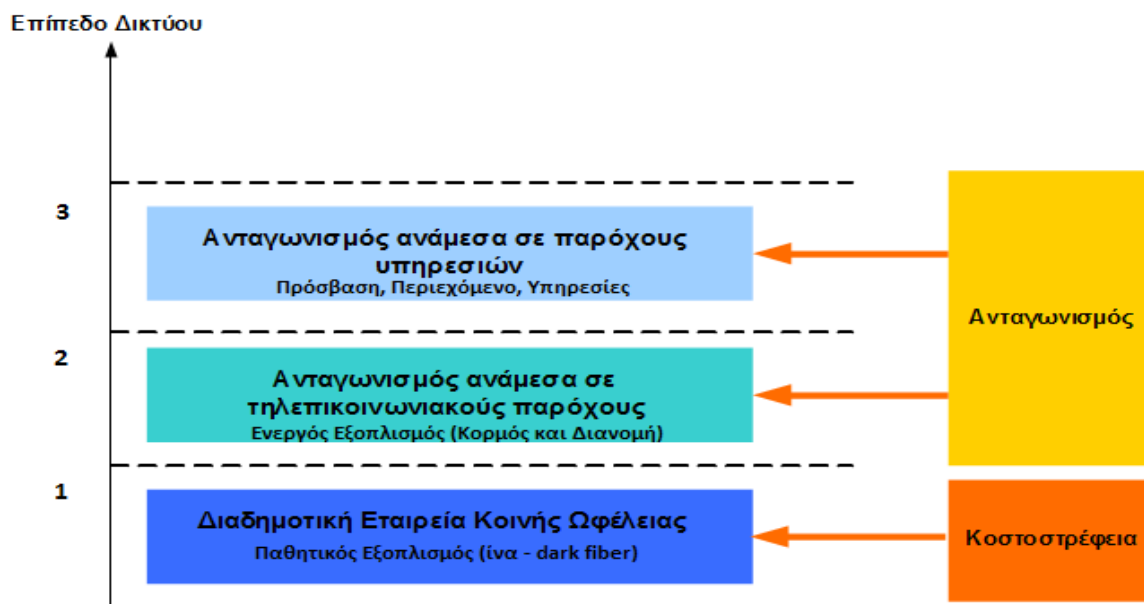 Επίπεδο Δικτύου
3
Ανταγωνισμός ανάμεσα σε παρόχους
υπηρεσιών
Πρόσβαση, Περιεχόμενο, Υπηρεσίες
Ανταγωνισμός
2
Ανταγωνισμός ανάμεσα σε
τηλεπικοινωνιακούς παρόχους
Ενεργός Εξοπλισμός (Κορμός και Διανομή)
1
Διαδημοτική Εταιρεία Κοινής Ωφέλειας
Παθητικός Εξοπλισμός (ίνα - dark fiber)
Κοστοστρέφεια